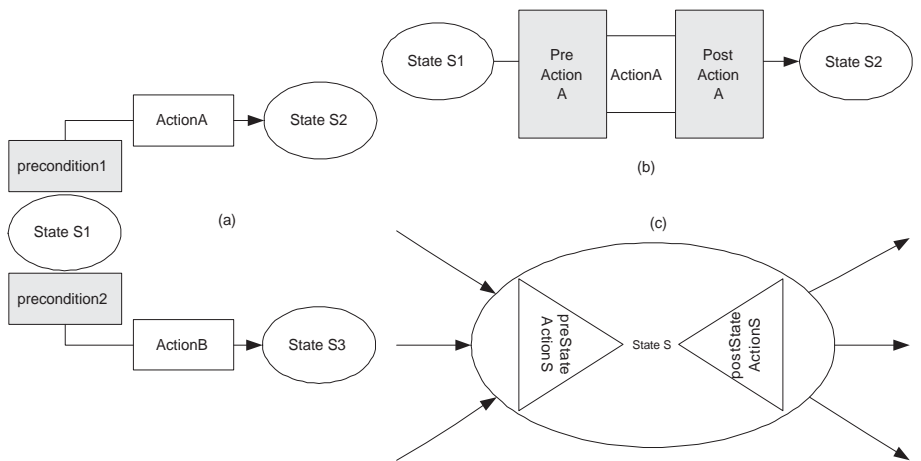 ActionA
State S2
precondition1
State S1
(a)
precondition2
ActionB
State S3
State S1
Pre
Action
A
ActionA
Post
Action
A
State S2
(b)
(c)
preState
ActionS
State S
postState
ActionS